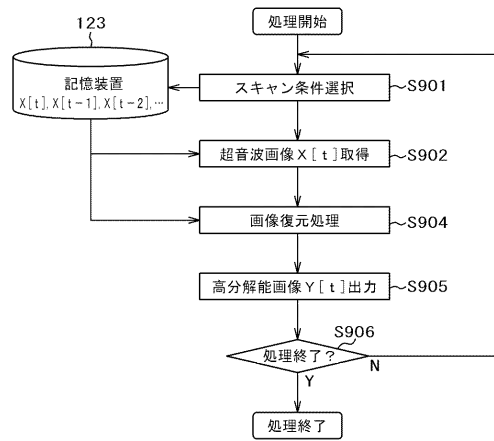 処理開始
123
記憶装置
X[t], X[t-1], X[t-2], …
スキャン条件選択
S901
超音波画像X[t]取得
S902
画像復元処理
S904
高分解能画像Y[t]出力
S905
S906
処理終了?
N
Y
処理終了